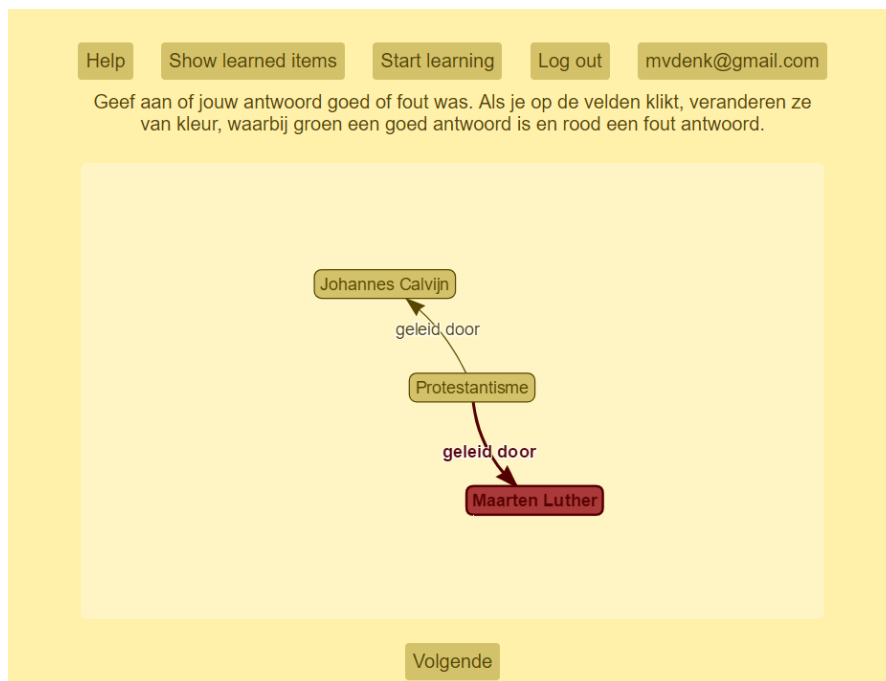 Help
Show learned items
Start learning
Log out
mvdenk@gmail.com
Geef aan of jouw antwoord goed of fout was. Als je op de velden klikt, veranderen ze
van kleur, waarbij groen een goed antwoord is en rood een fout antwoord.
Johannes Calvijn
geleid door
Protestantisme
geleid door
Maarten Luther
Volgende